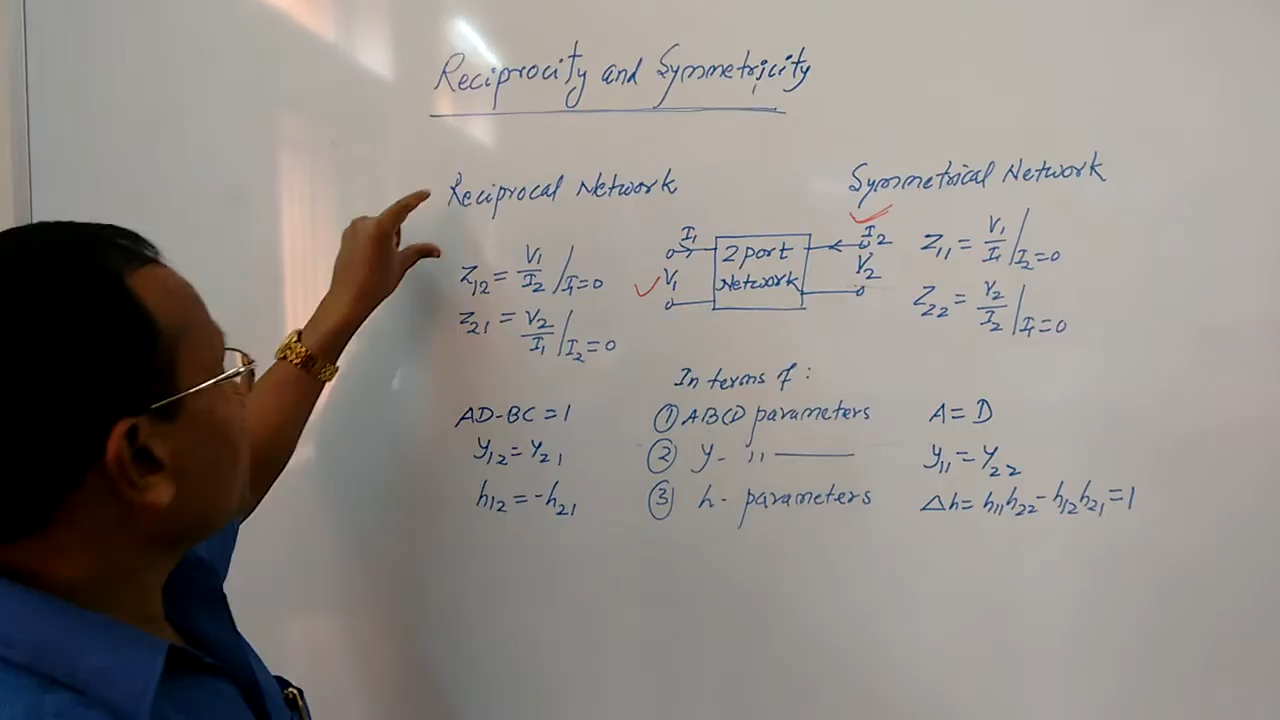 Reciprocity and Symmetricity
Reciprocal Network
Z12 = V1/I2 / I1=0
Z21 = V2/I1 / I2=0
I1
V1
2 port
Network
I2
V2
Symmetrical Network
Z11 = V1/I1 / I2=0
Z22 = V2/I2 / I1=0
In terms of :
AD-BC = 1 ① ABCD parameters A = D
y12 = y21 ② y- ,, —— y11 = y22
h12 = -h21 ③ h- parameters Δh = h11h22 - h12h21 = 1